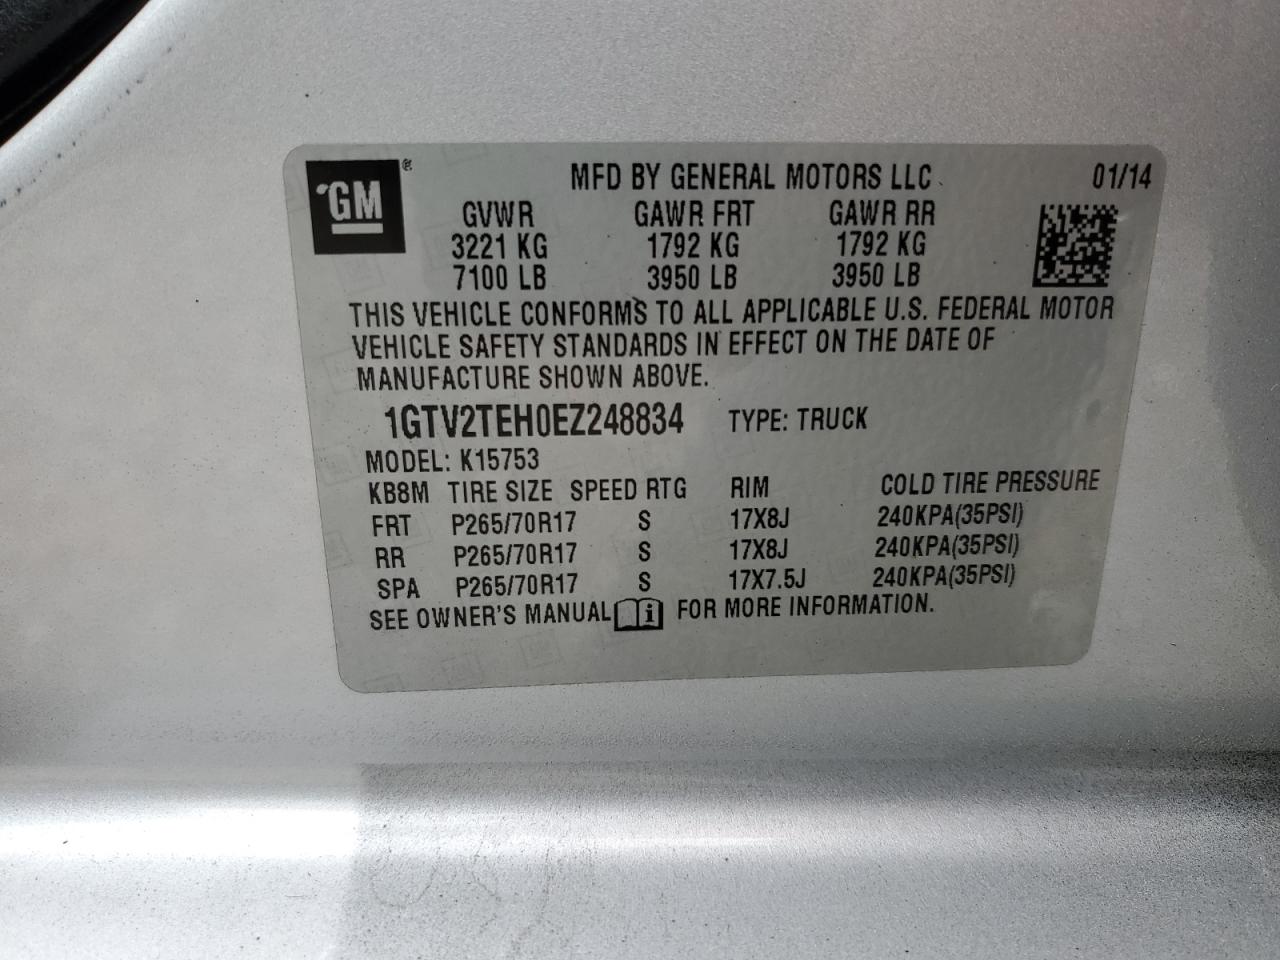 GM ®
MFD BY GENERAL MOTORS LLC 01/14
GVWR GAWR FRT GAWR RR
3221 KG 1792 KG 1792 KG
7100 LB 3950 LB 3950 LB
THIS VEHICLE CONFORMS TO ALL APPLICABLE U.S. FEDERAL MOTOR
VEHICLE SAFETY STANDARDS IN EFFECT ON THE DATE OF
MANUFACTURE SHOWN ABOVE.
1GTV2TEH0EZ248834 TYPE: TRUCK
MODEL: K15753
KB8M TIRE SIZE SPEED RTG RIM COLD TIRE PRESSURE
FRT P265/70R17 S 17X8J 240KPA(35PSI)
RR P265/70R17 S 17X8J 240KPA(35PSI)
SPA P265/70R17 S 17X7.5J 240KPA(35PSI)
SEE OWNER'S MANUAL i FOR MORE INFORMATION.